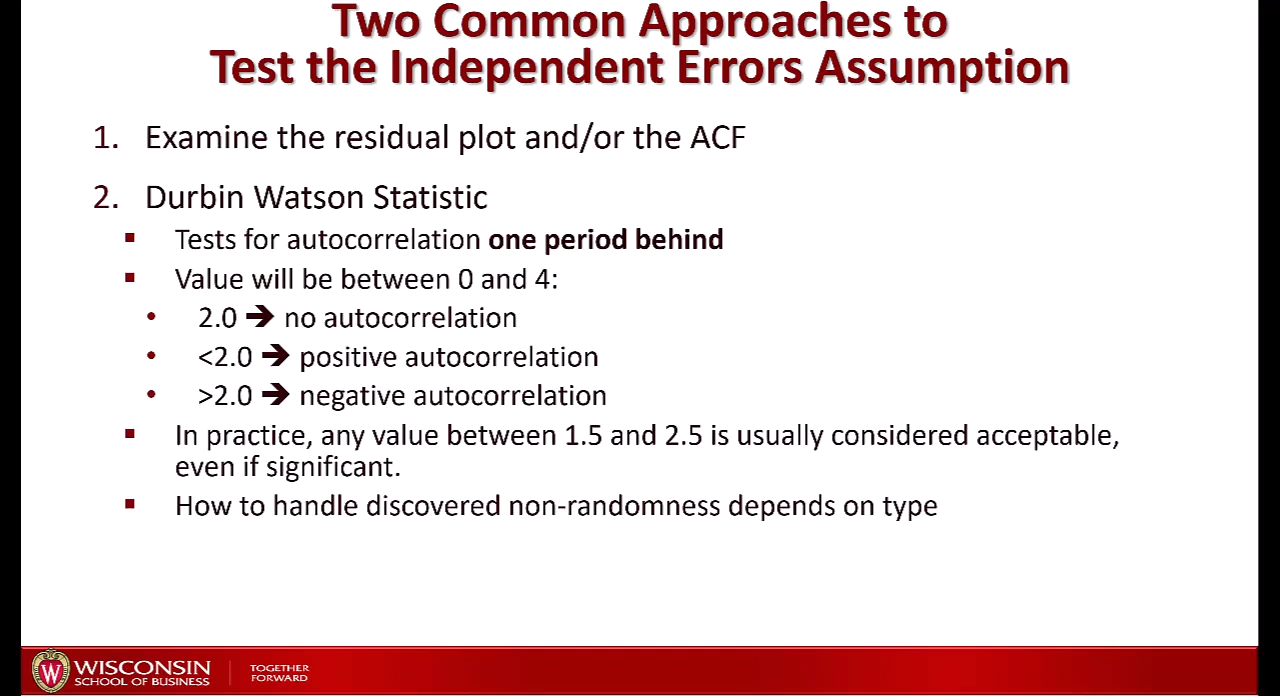 Two Common Approaches to
Test the Independent Errors Assumption
1. Examine the residual plot and/or the ACF
2. Durbin Watson Statistic
▪ Tests for autocorrelation one period behind
▪ Value will be between 0 and 4:
• 2.0 ➔ no autocorrelation
• <2.0 ➔ positive autocorrelation
• >2.0 ➔ negative autocorrelation
▪ In practice, any value between 1.5 and 2.5 is usually considered acceptable,
even if significant.
▪ How to handle discovered non-randomness depends on type
W
WISCONSIN
SCHOOL OF BUSINESS
TOGETHER
FORWARD